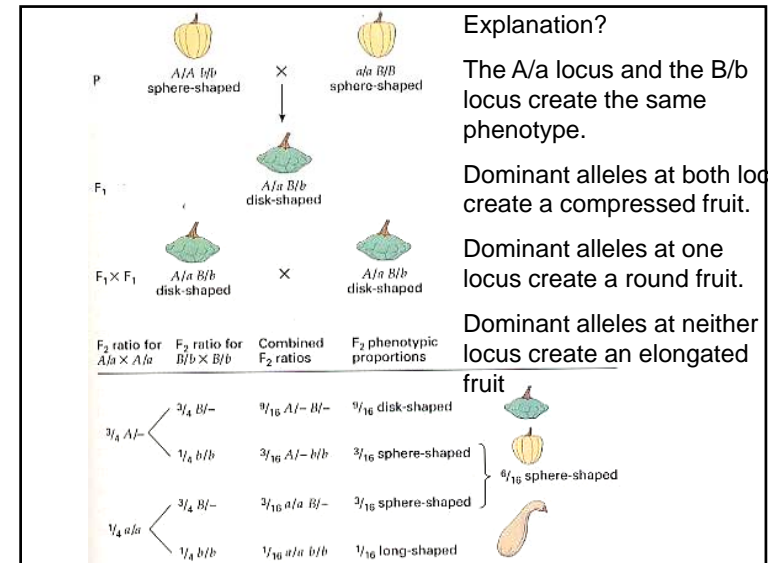 Explanation?
The A/a locus and the B/b
locus create the same
phenotype.
Dominant alleles at both loc
create a compressed fruit.
Dominant alleles at one
locus create a round fruit.
Dominant alleles at neither
locus create an elongated
fruit
P
A/A b/b × a/a B/B
sphere-shaped sphere-shaped
F₁
A/a B/b
disk-shaped
F₁ × F₁ A/a B/b × A/a B/b
disk-shaped disk-shaped
F₂ ratio for F₂ ratio for Combined F₂ phenotypic
A/a × A/a B/b × B/b F₂ ratios proportions
3/4 B/– 9/16 A/– B/– 9/16 disk-shaped
3/4 A/–
1/4 b/b 3/16 A/– b/b 3/16 sphere-shaped
6/16 sphere-shaped
3/4 B/– 3/16 a/a B/– 3/16 sphere-shaped
1/4 a/a
1/4 b/b 1/16 a/a b/b 1/16 long-shaped